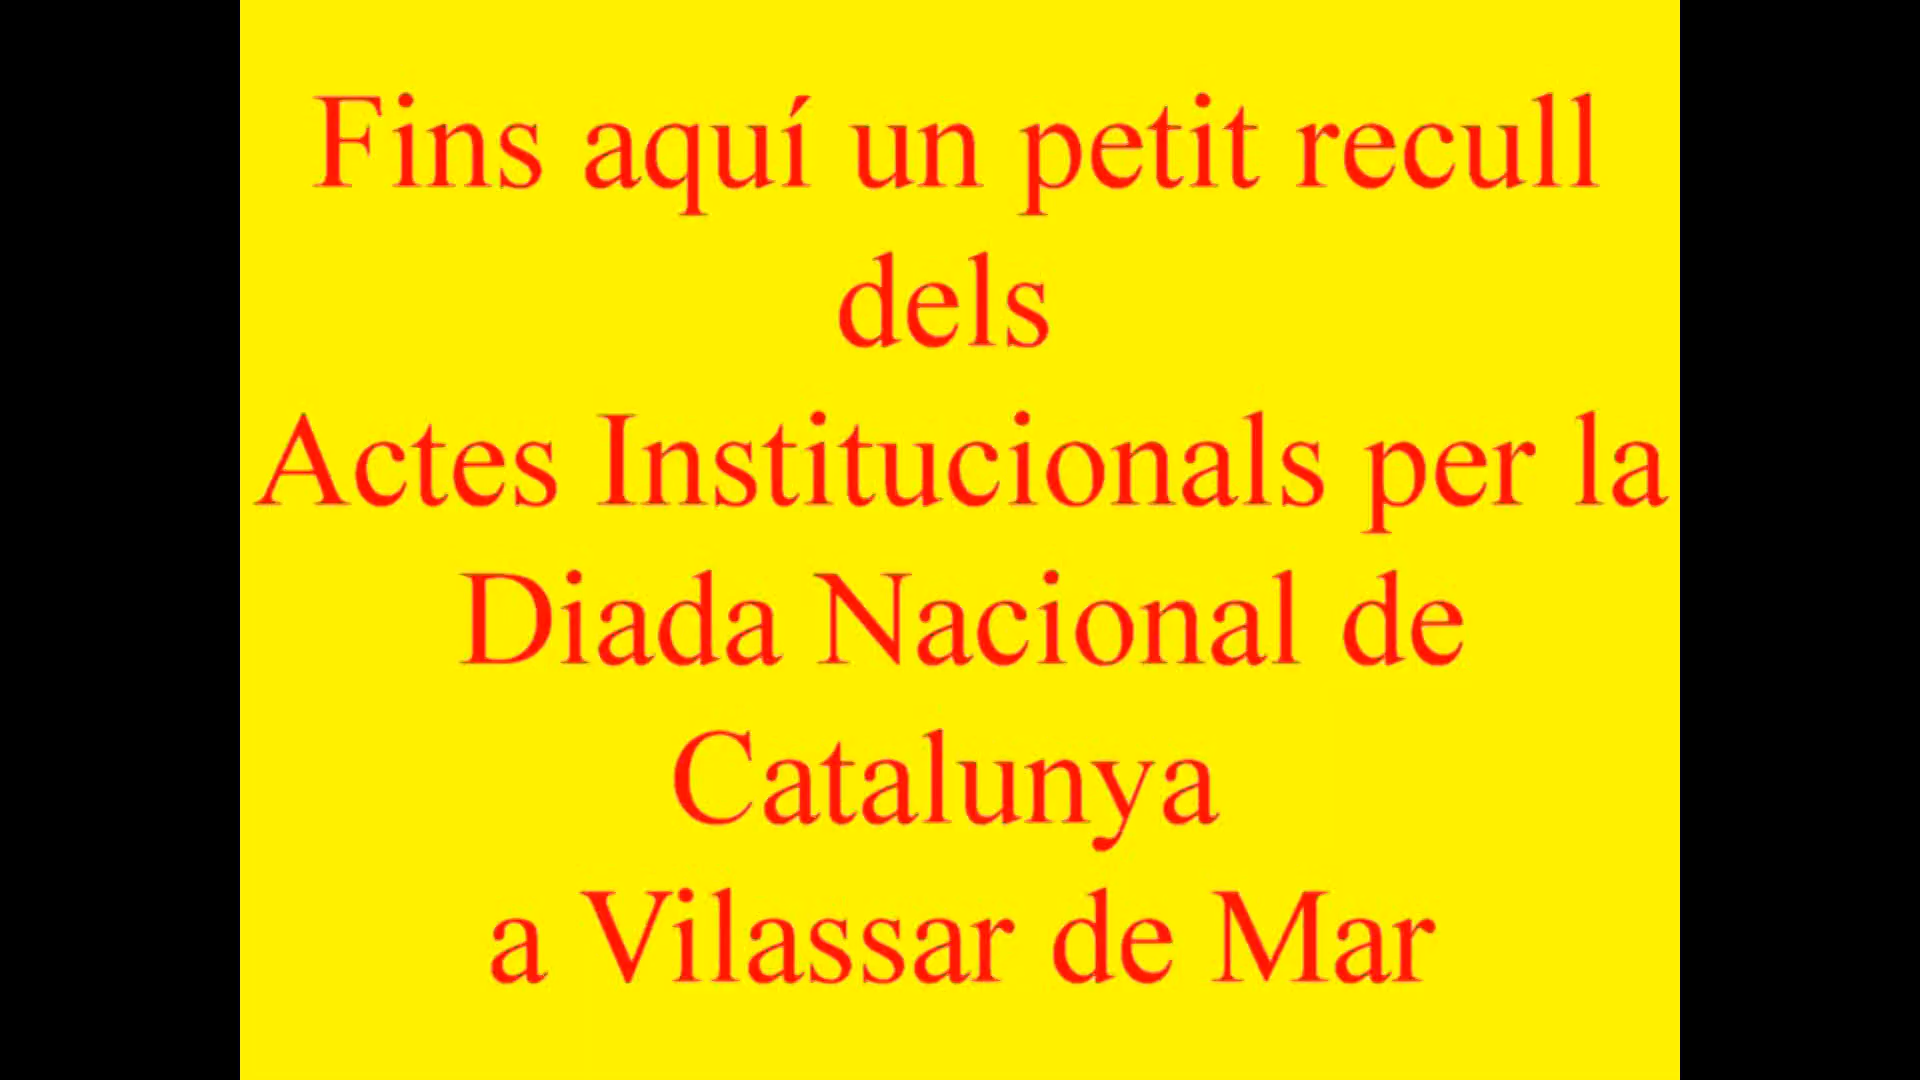 Fins aquí un petit recull
dels
Actes Institucionals per la
Diada Nacional de
Catalunya
a Vilassar de Mar